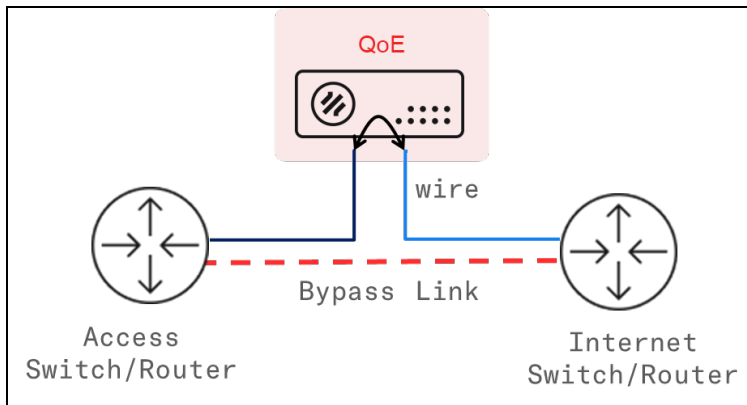 QoE
wire
Bypass Link
Access
Switch/Router
Internet
Switch/Router